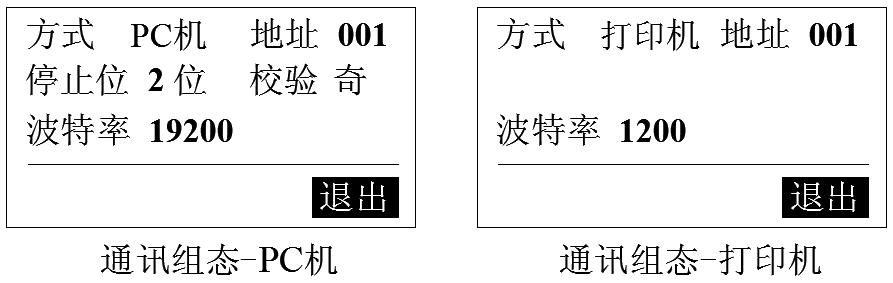 方式 PC机 地址 001
停止位 2 位 校验 奇
波特率 19200
退出
通讯组态-PC机
方式 打印机 地址 001
波特率 1200
退出
通讯组态-打印机